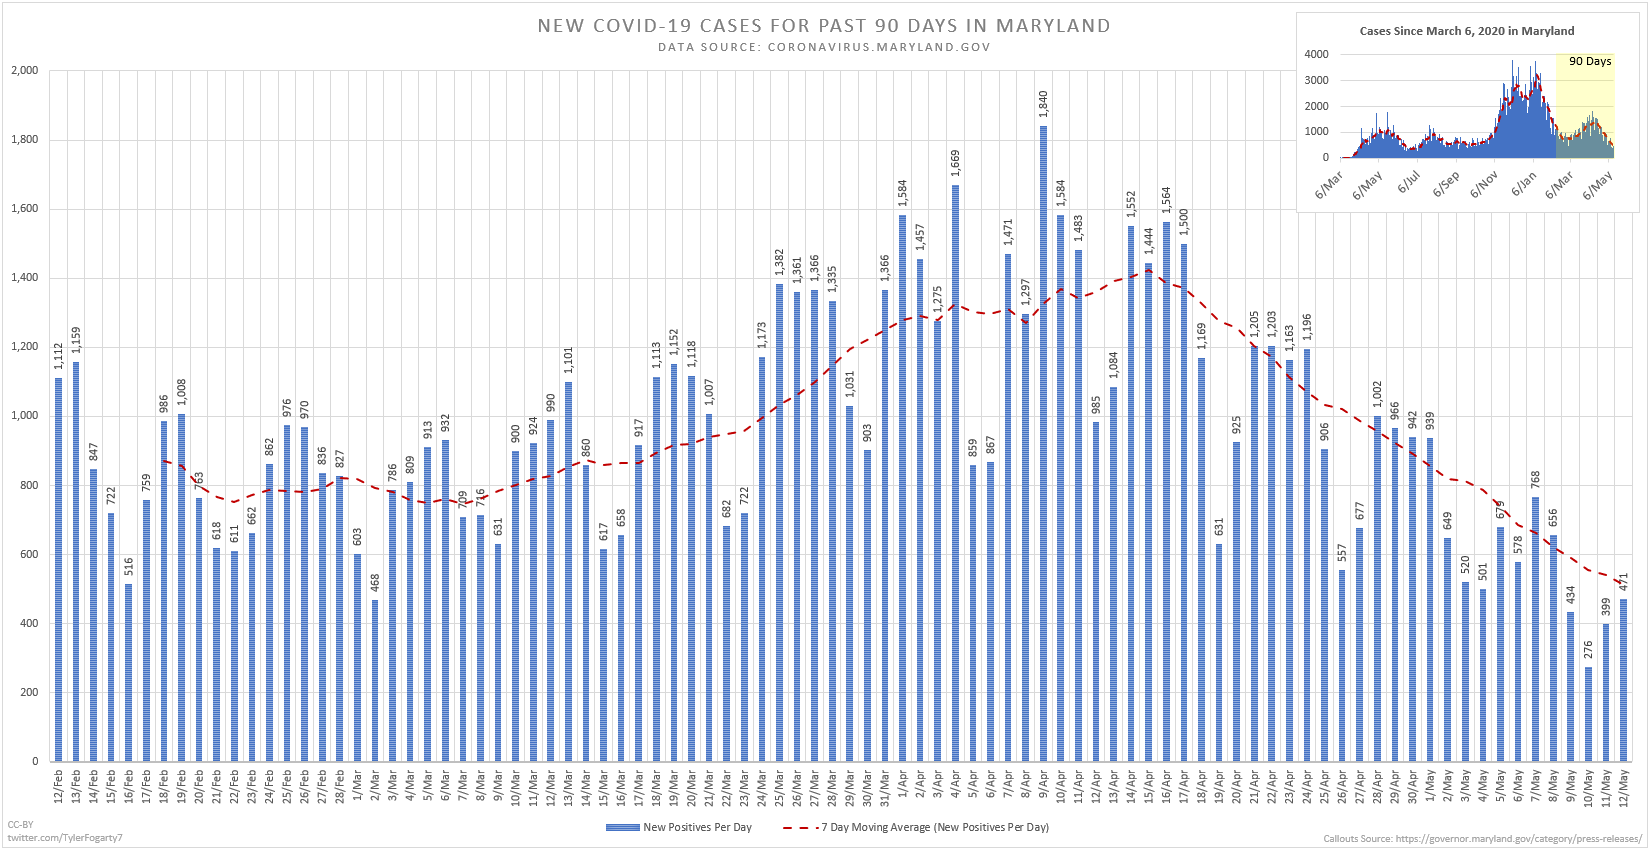 NEW COVID-19 CASES FOR PAST 90 DAYS IN MARYLAND
DATA SOURCE: CORONAVIRUS.MARYLAND.GOV
Cases Since March 6, 2020 in Maryland
90 Days
4000
3000
2000
1000
0
6/Mar 6/May 6/Jul 6/Sep 6/Nov 6/Jan 6/Mar 6/May
2,000
1,800
1,600
1,400
1,200
1,000
800
600
400
200
0
1,112 1,159 847 722 516 759 986 1,008 763 618 611 662 862 976 970 836 827 603 468 786 809 913 932 709 716 631 900 924 990 1,101 860 617 658 917 1,113 1,152 1,118 1,007 682 722 1,173 1,382 1,361 1,366 1,335 1,031 903 1,366 1,584 1,457 1,275 1,669 859 867 1,471 1,297 1,840 1,584 1,483 985 1,084 1,552 1,444 1,564 1,500 1,169 631 925 1,205 1,203 1,163 1,196 906 557 677 1,002 966 942 939 649 520 501 679 578 768 656 434 276 399 471
12/Feb 13/Feb 14/Feb 15/Feb 16/Feb 17/Feb 18/Feb 19/Feb 20/Feb 21/Feb 22/Feb 23/Feb 24/Feb 25/Feb 26/Feb 27/Feb 28/Feb 1/Mar 2/Mar 3/Mar 4/Mar 5/Mar 6/Mar 7/Mar 8/Mar 9/Mar 10/Mar 11/Mar 12/Mar 13/Mar 14/Mar 15/Mar 16/Mar 17/Mar 18/Mar 19/Mar 20/Mar 21/Mar 22/Mar 23/Mar 24/Mar 25/Mar 26/Mar 27/Mar 28/Mar 29/Mar 30/Mar 31/Mar 1/Apr 2/Apr 3/Apr 4/Apr 5/Apr 6/Apr 7/Apr 8/Apr 9/Apr 10/Apr 11/Apr 12/Apr 13/Apr 14/Apr 15/Apr 16/Apr 17/Apr 18/Apr 19/Apr 20/Apr 21/Apr 22/Apr 23/Apr 24/Apr 25/Apr 26/Apr 27/Apr 28/Apr 29/Apr 30/Apr 1/May 2/May 3/May 4/May 5/May 6/May 7/May 8/May 9/May 10/May 11/May 12/May
New Positives Per Day
7 Day Moving Average (New Positives Per Day)
CC-BY
twitter.com/TylerFogarty7
Callouts Source: https://governor.maryland.gov/category/press-releases/